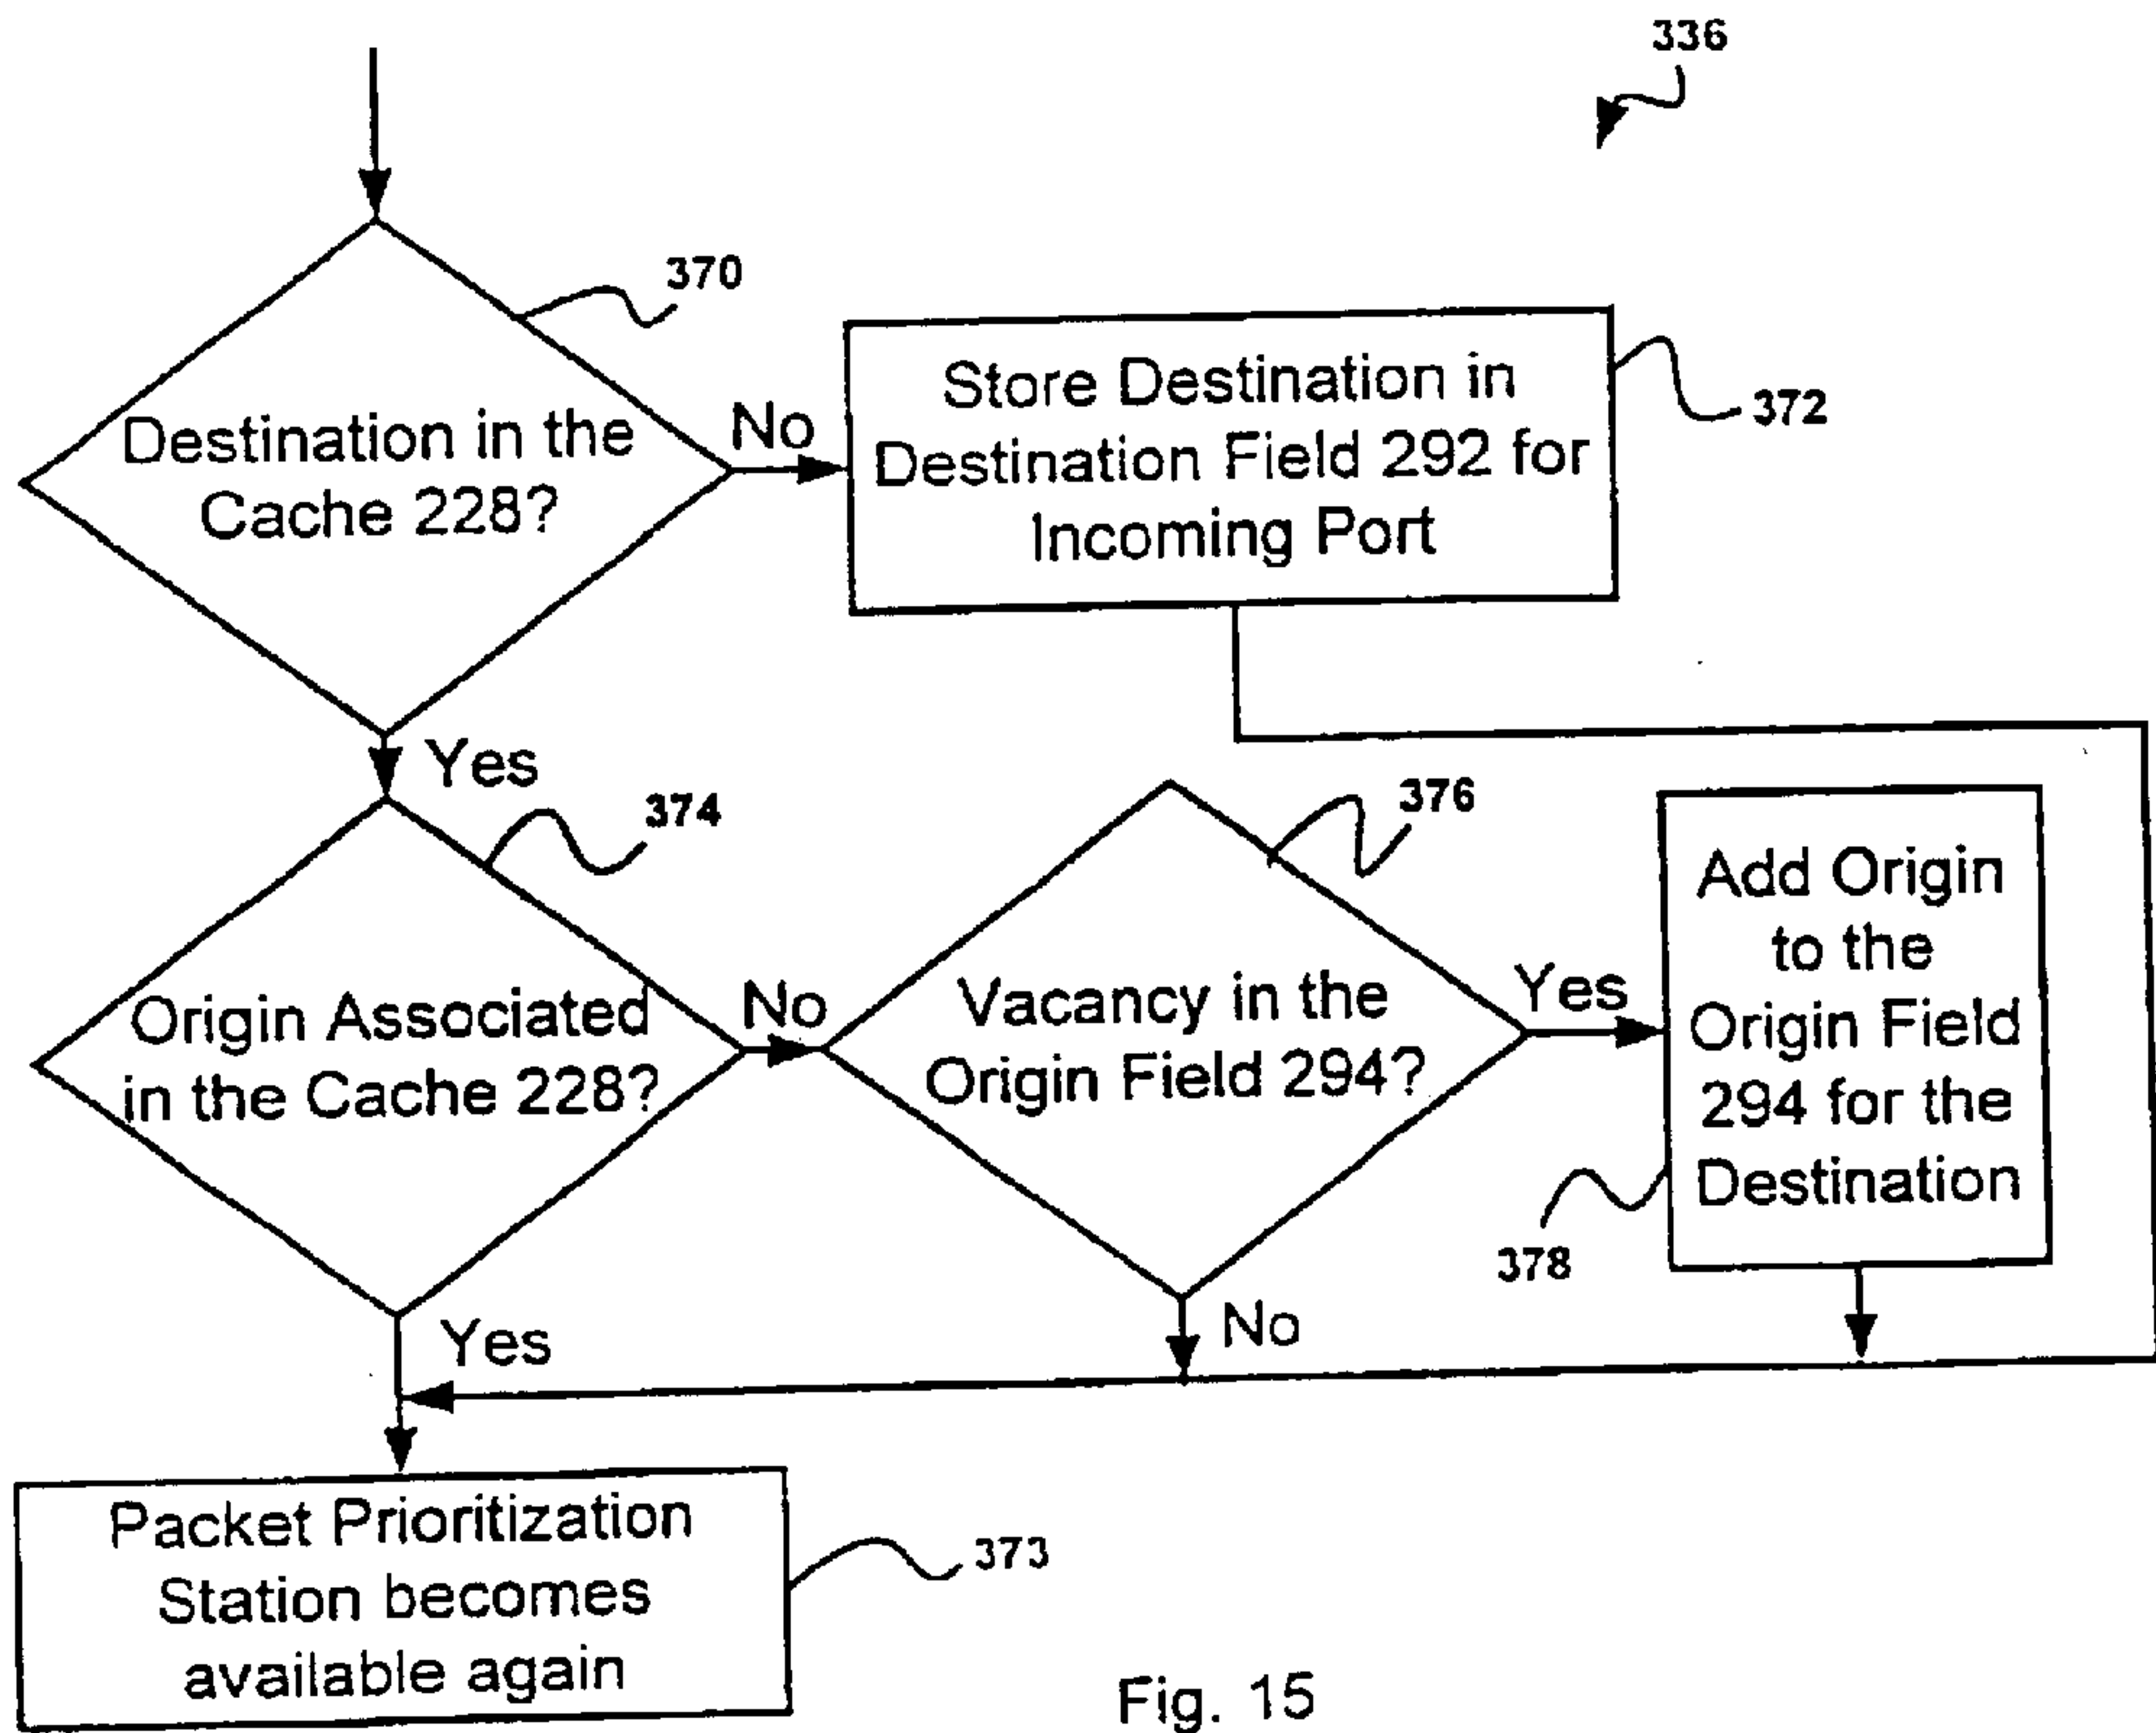 336
370
Destination in the
Cache 228?
No
Store Destination in
Destination Field 292 for
Incoming Port
372
Yes
374
Origin Associated
in the Cache 228?
No
376
Vacancy in the
Origin Field 294?
Yes
Add Origin
to the
Origin Field
294 for the
Destination
378
Yes
No
Packet Prioritization
Station becomes
available again
373
Fig. 15